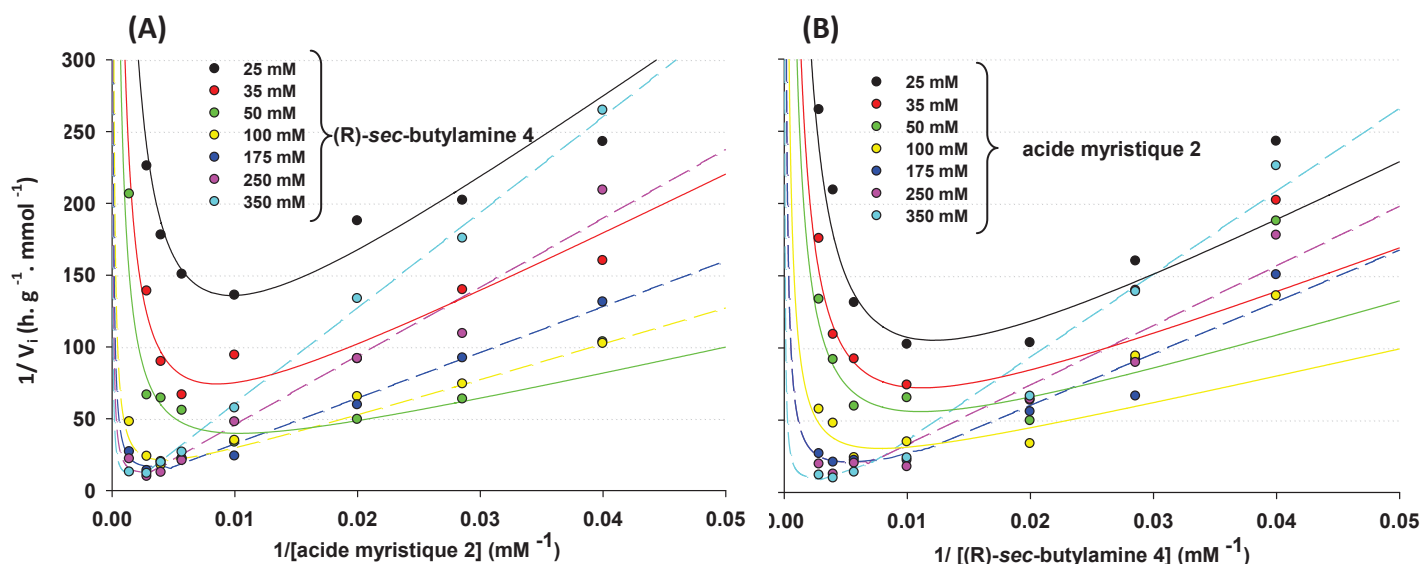 (A)
300
250
200
150
100
50
0
1/ Vi (h. g -1. mmol -1)
25 mM
35 mM
50 mM
100 mM
175 mM
250 mM
350 mM
(R)-sec-butylamine 4
0.00 0.01 0.02 0.03 0.04 0.05
1/[acide myristique 2] (mM -1)
(B)
25 mM
35 mM
50 mM
100 mM
175 mM
250 mM
350 mM
acide myristique 2
0.00 0.01 0.02 0.03 0.04 0.05
1/ [(R)-sec-butylamine 4] (mM -1)